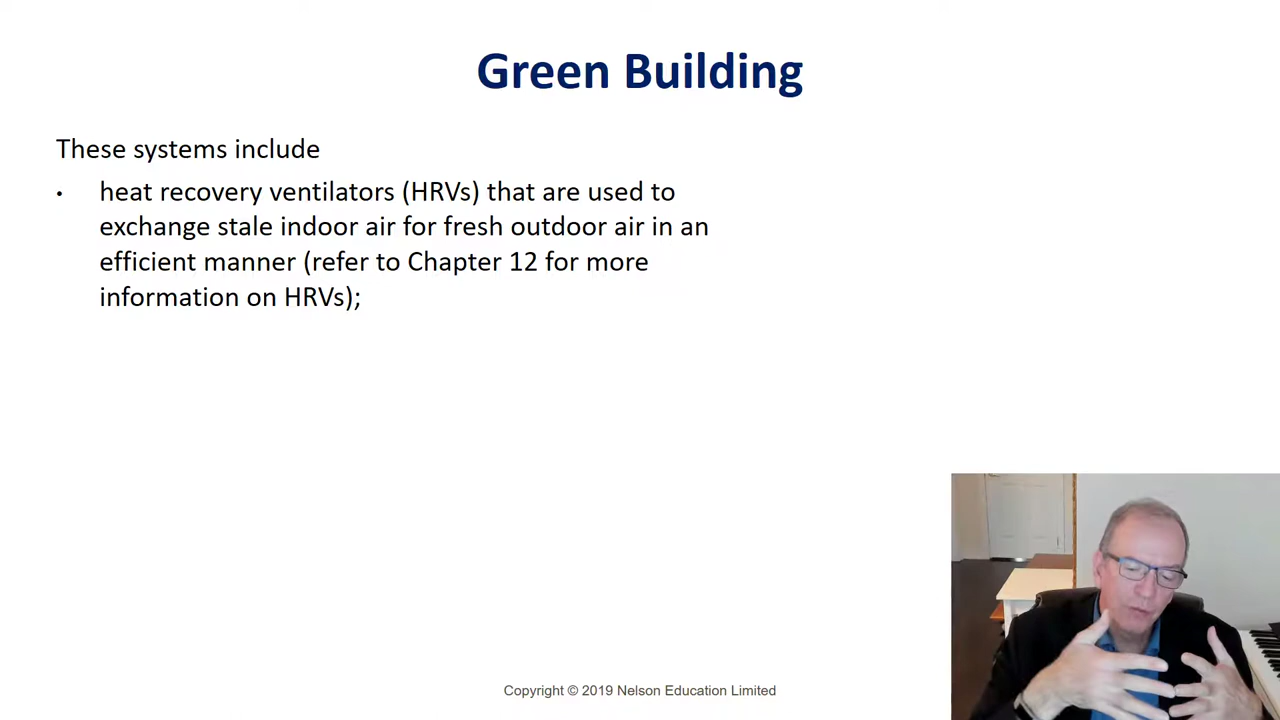 Green Building
These systems include
• heat recovery ventilators (HRVs) that are used to
exchange stale indoor air for fresh outdoor air in an
efficient manner (refer to Chapter 12 for more
information on HRVs);
Copyright © 2019 Nelson Education Limited